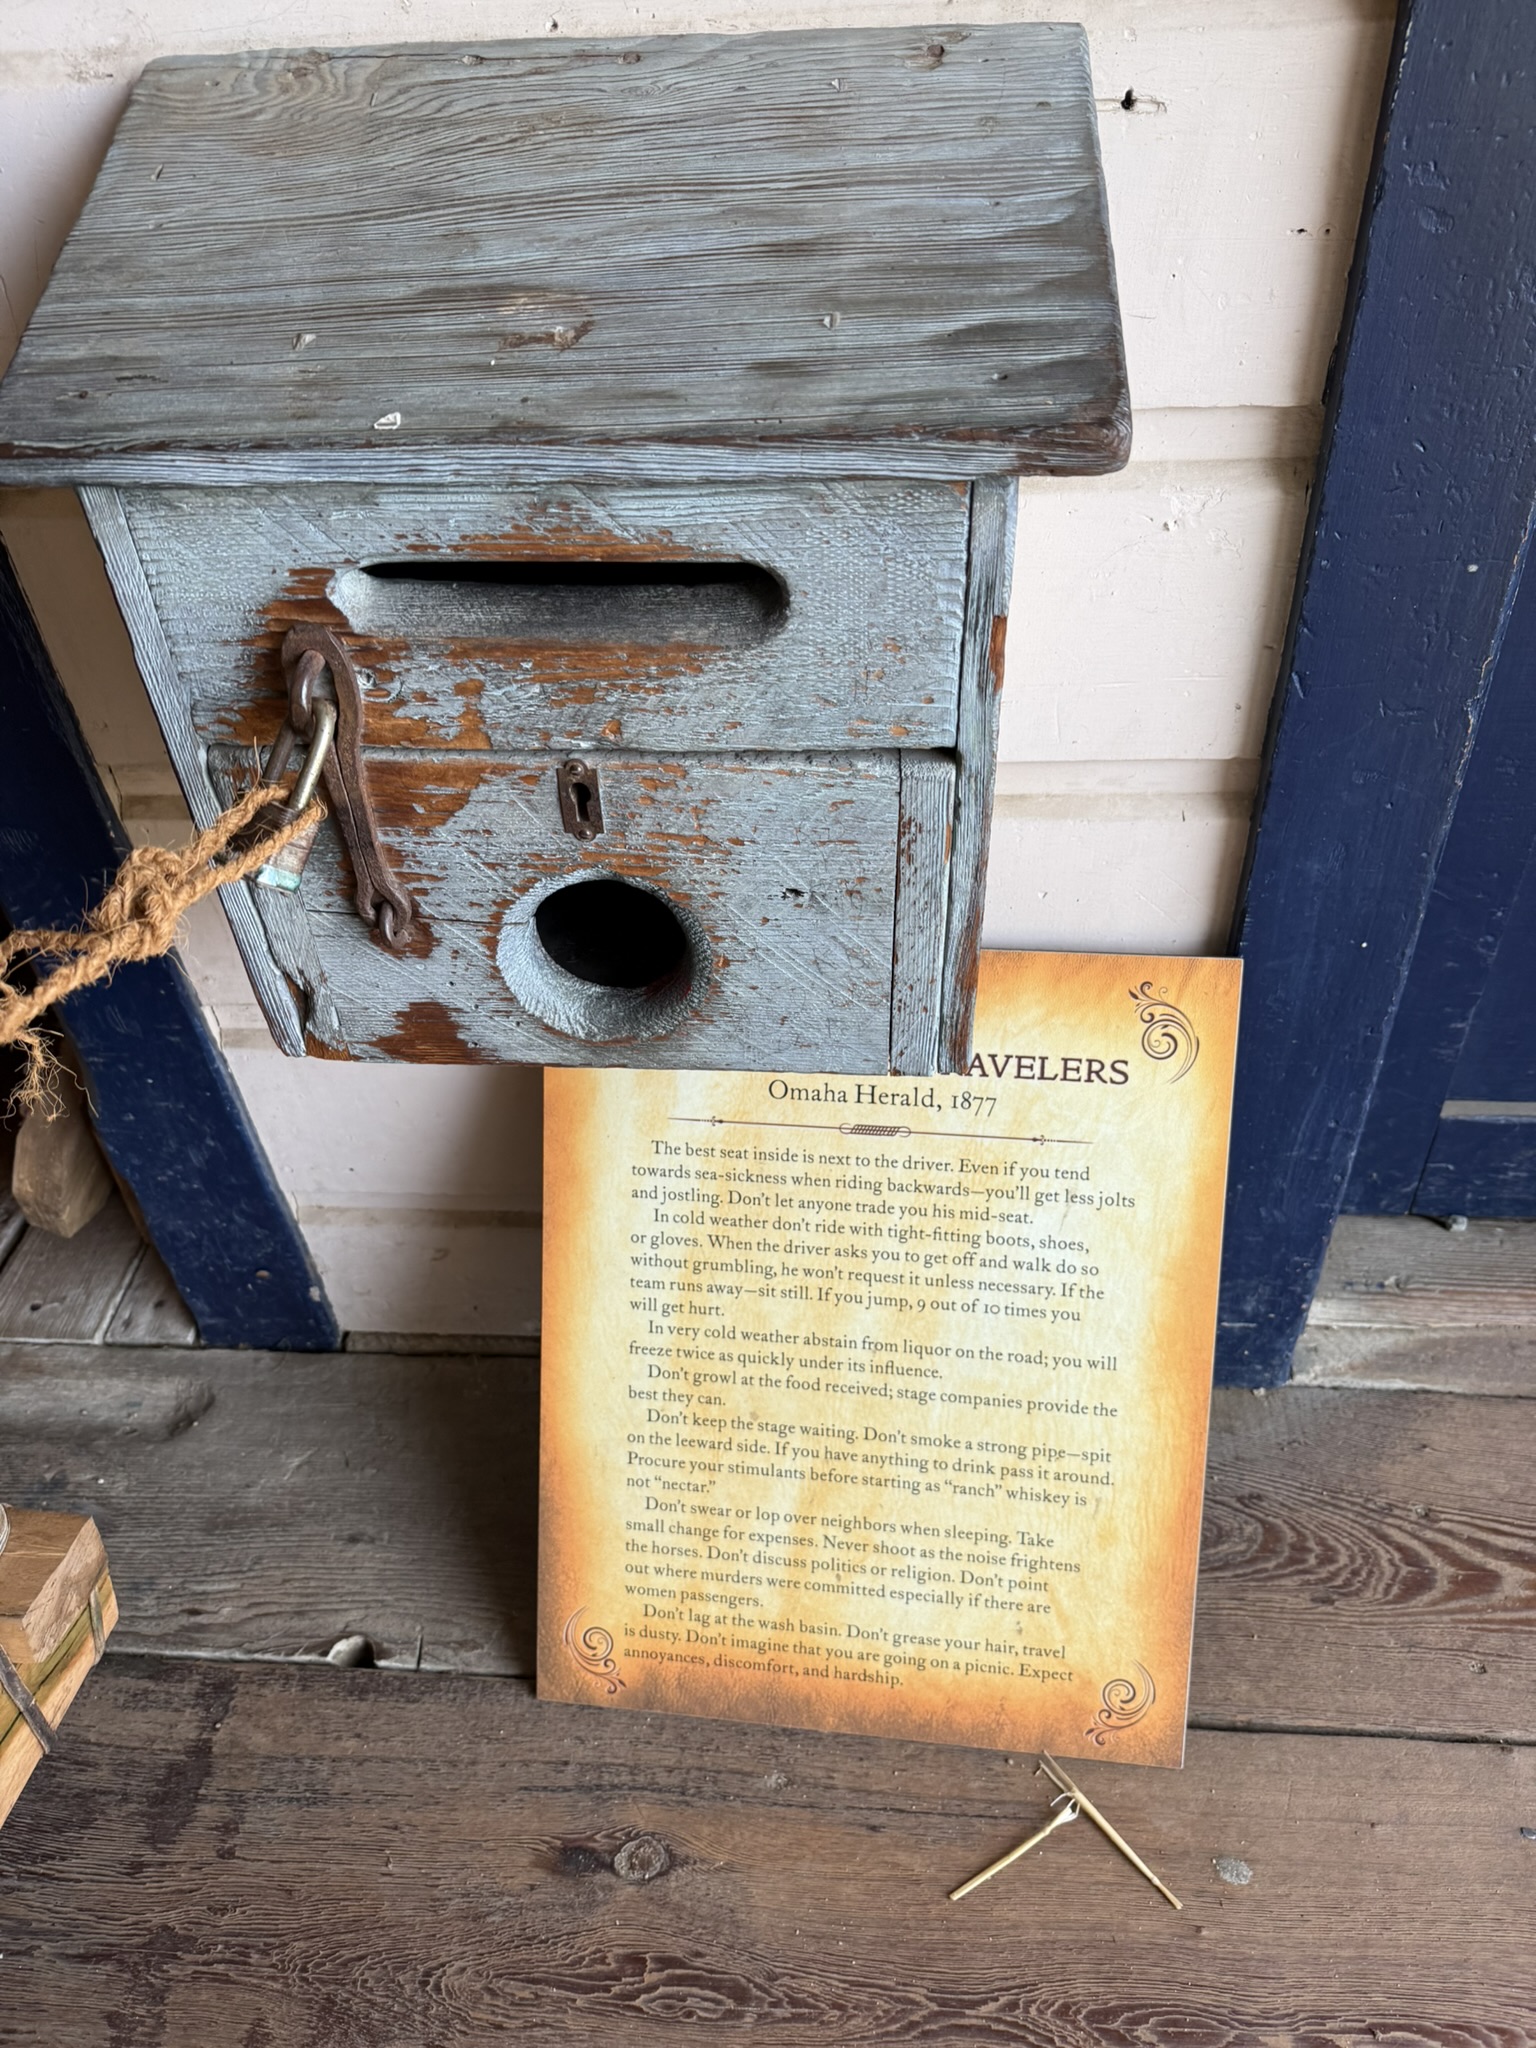 AVELERS
Omaha Herald, 1877
The best seat inside is next to the driver. Even if you tend
towards sea-sickness when riding backwards—you'll get less jolts
and jostling. Don't let anyone trade you his mid-seat.
In cold weather don't ride with tight-fitting boots, shoes,
or gloves. When the driver asks you to get off and walk do so
without grumbling, he won't request it unless necessary. If the
team runs away—sit still. If you jump, 9 out of 10 times you
will get hurt.
In very cold weather abstain from liquor on the road; you will
freeze twice as quickly under its influence.
Don't growl at the food received; stage companies provide the
best they can.
Don't keep the stage waiting. Don't smoke a strong pipe—spit
on the leeward side. If you have anything to drink pass it around.
Procure your stimulants before starting as "ranch" whiskey is
not "nectar."
Don't swear or lop over neighbors when sleeping. Take
small change for expenses. Never shoot as the noise frightens
the horses. Don't discuss politics or religion. Don't point
out where murders were committed especially if there are
women passengers.
Don't lag at the wash basin. Don't grease your hair, travel
is dusty. Don't imagine that you are going on a picnic. Expect
annoyances, discomfort, and hardship.